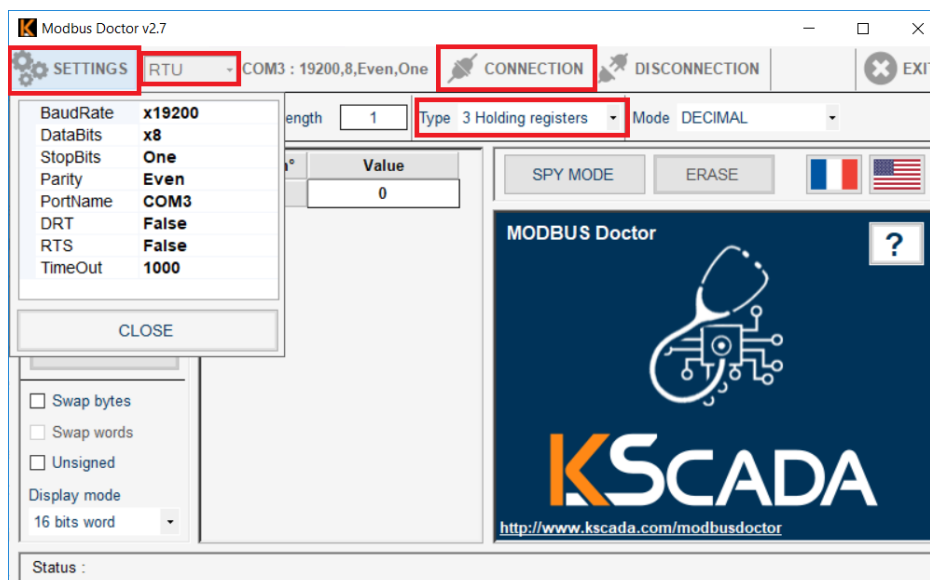 Modbus Doctor v2.7
SETTINGS RTU COM3 : 19200,8,Even,One CONNECTION DISCONNECTION EXI
BaudRate x19200
DataBits x8
StopBits One
Parity Even
PortName COM3
DRT False
RTS False
TimeOut 1000
CLOSE
ength 1 Type 3 Holding registers Mode DECIMAL
n° Value
0
SPY MODE ERASE
MODBUS Doctor
?
KSCADA
http://www.kscada.com/modbusdoctor
Swap bytes
Swap words
Unsigned
Display mode
16 bits word
Status :